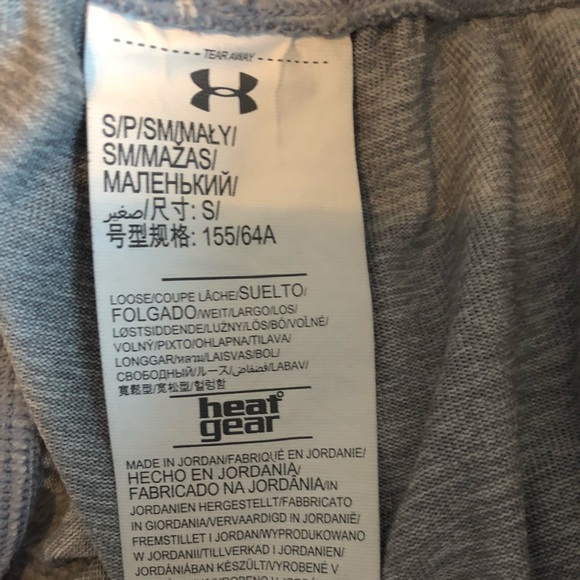 TEAR AWAY
S/P/SM/MAŁY/
SM/MAŽAS/
МАЛЕНЬКИЙ/
صغير/尺寸: S/
号型规格: 155/64A
LOOSE/COUPE LÂCHE/SUELTO/
FOLGADO/WEIT/LARGO/LOS/
LØSTSIDDENDE/LUŹNY/LÖS/BÖ/VOLNÉ/
VOLNÝ/PIXTO/OHLAPNA/TILAVA/
LONGGAR/หลวม/LAISVAS/BOL/
СВОБОДНЫЙ/ルース/فضفاض/LABAV/
寬鬆型/宽松型/헐렁함
heat
gear
MADE IN JORDAN/FABRIQUÉ EN JORDANIE/
HECHO EN JORDANIA/
FABRICADO NA JORDÂNIA/IN
JORDANIEN HERGESTELLT/FABBRICATO
IN GIORDANIA/VERVAARDIGD IN JORDANIË/
FREMSTILLET I JORDAN/WYPRODUKOWANO
W JORDANII/TILLVERKAD I JORDANIEN/
JORDÁNIÁBAN KÉSZÜLT/VYROBENÉ V